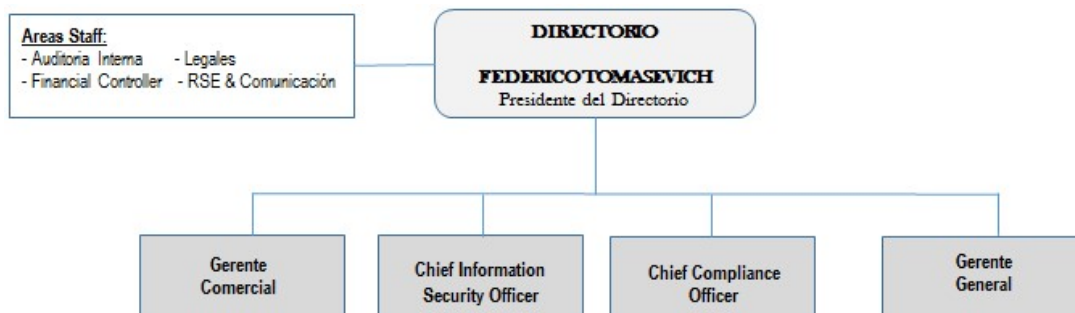 Areas Staff:
- Auditoria Interna - Legales
- Financial Controller - RSE & Comunicación
DIRECTORIO
FEDERICO TOMASEVICH
Presidente del Directorio
Gerente
Comercial
Chief Information
Security Officer
Chief Compliance
Officer
Gerente
General